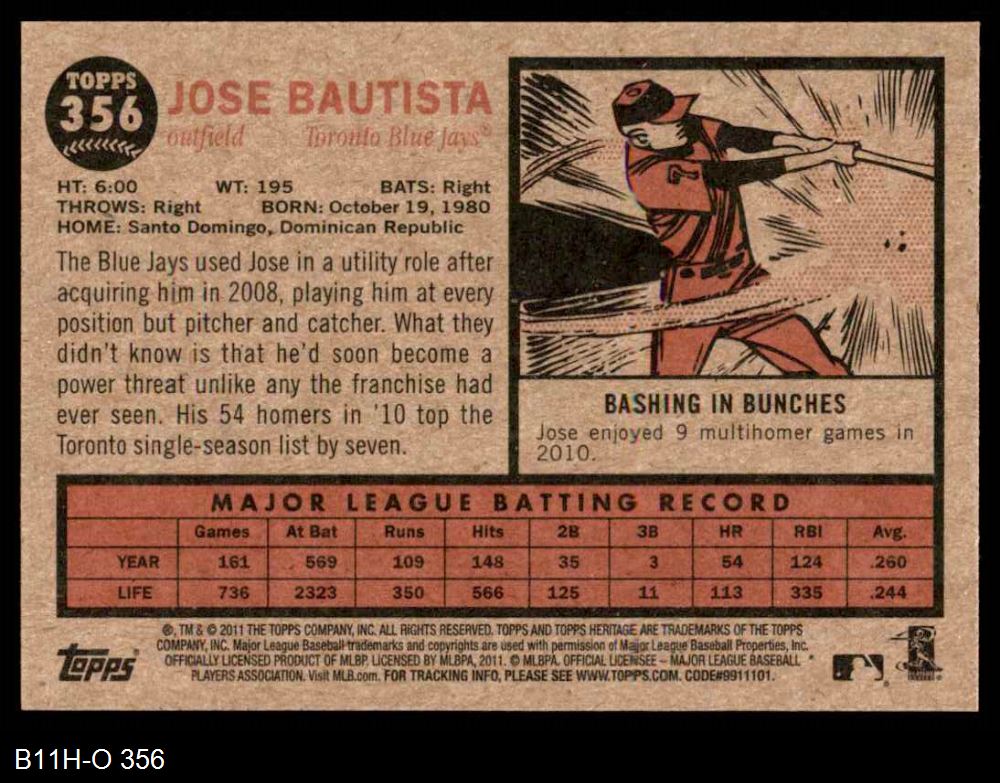 TOPPS
356
JOSE BAUTISTA
outfield Toronto Blue Jays®
HT: 6:00 WT: 195 BATS: Right
THROWS: Right BORN: October 19, 1980
HOME: Santo Domingo, Dominican Republic
The Blue Jays used Jose in a utility role after
acquiring him in 2008, playing him at every
position but pitcher and catcher. What they
didn't know is that he'd soon become a
power threat unlike any the franchise had
ever seen. His 54 homers in '10 top the
Toronto single-season list by seven.
BASHING IN BUNCHES
Jose enjoyed 9 multihomer games in
2010.
MAJOR LEAGUE BATTING RECORD
Games At Bat Runs Hits 2B 3B HR RBI Avg.
YEAR 161 569 109 148 35 3 54 124 .260
LIFE 736 2323 350 566 125 11 113 335 .244
®, TM & © 2011 THE TOPPS COMPANY, INC. ALL RIGHTS RESERVED. TOPPS AND TOPPS HERITAGE ARE TRADEMARKS OF THE TOPPS
COMPANY, INC. Major League Baseball trademarks and copyrights are used with permission of Major League Baseball Properties, Inc.
OFFICIALLY LICENSED PRODUCT OF MLBP. LICENSED BY MLBPA, 2011. © MLBPA. OFFICIAL LICENSEE – MAJOR LEAGUE BASEBALL
PLAYERS ASSOCIATION. Visit MLB.com. FOR TRACKING INFO, PLEASE SEE WWW.TOPPS.COM. CODE#9911101.
topps
B11H-O 356